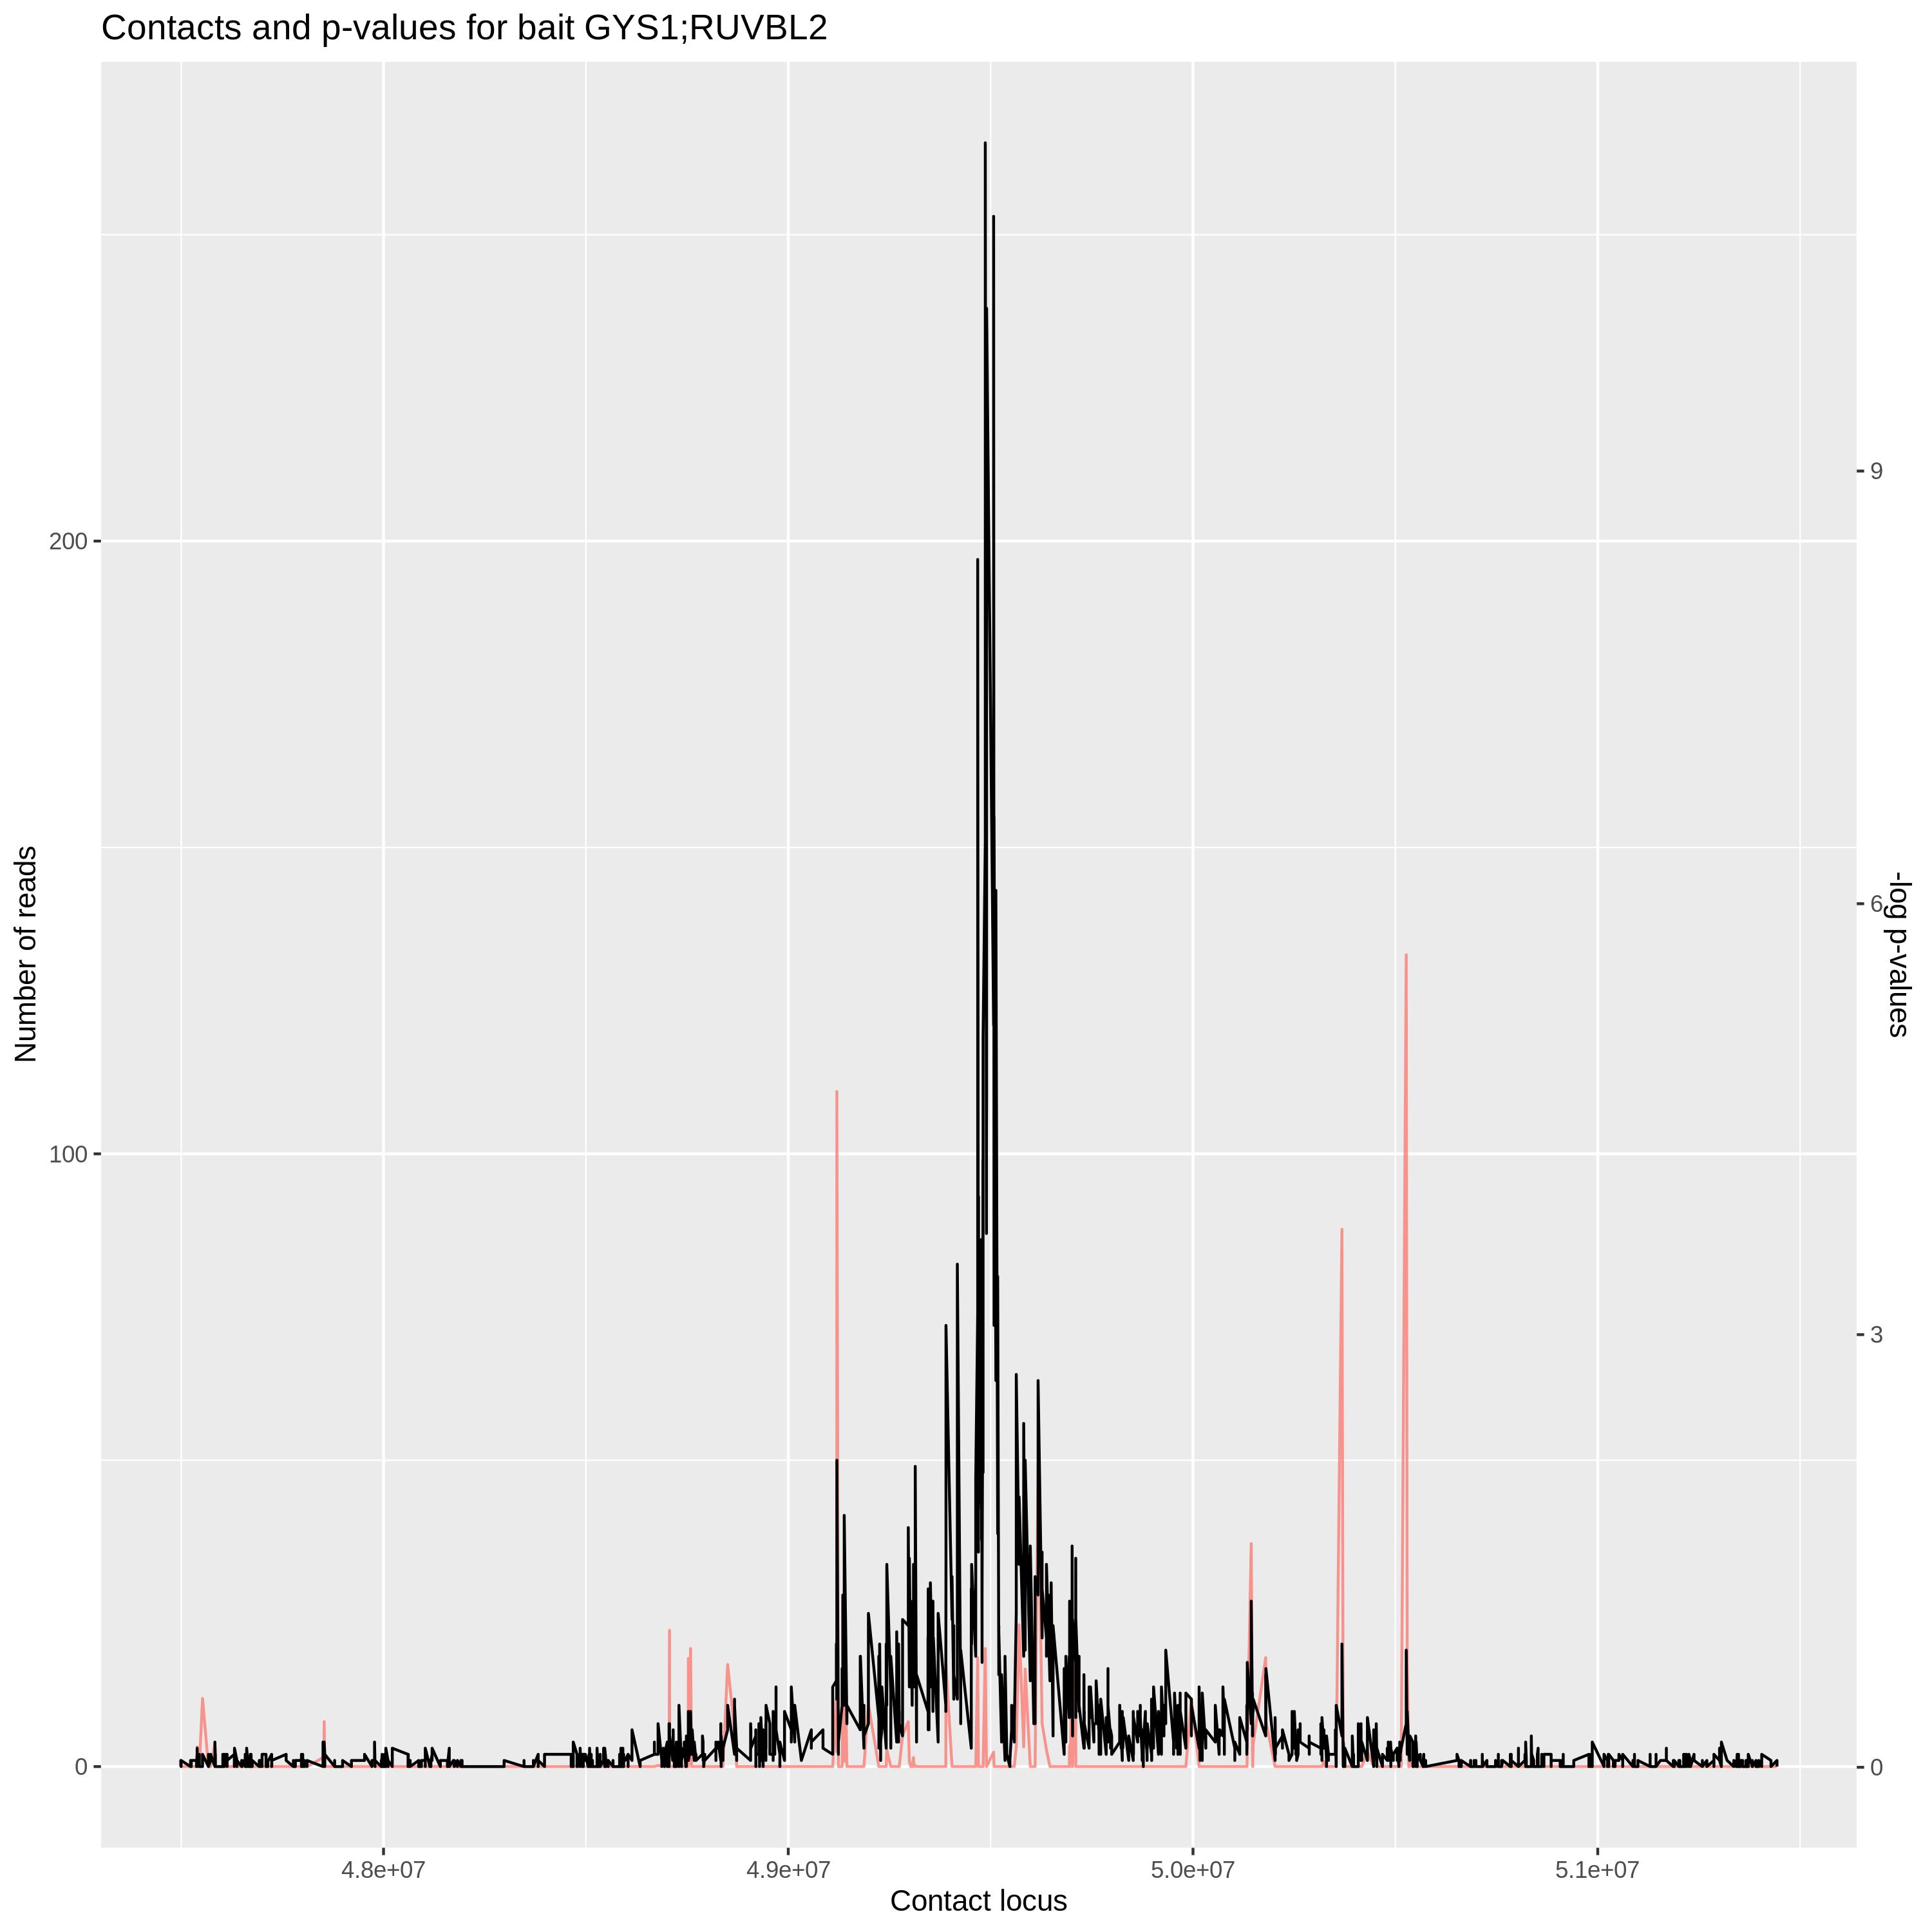 Contacts and p-values for bait GYS1;RUVBL2
Number of reads
200
100
0
9
6
3
0
-log p-values
4.8e+07
4.9e+07
5.0e+07
5.1e+07
Contact locus